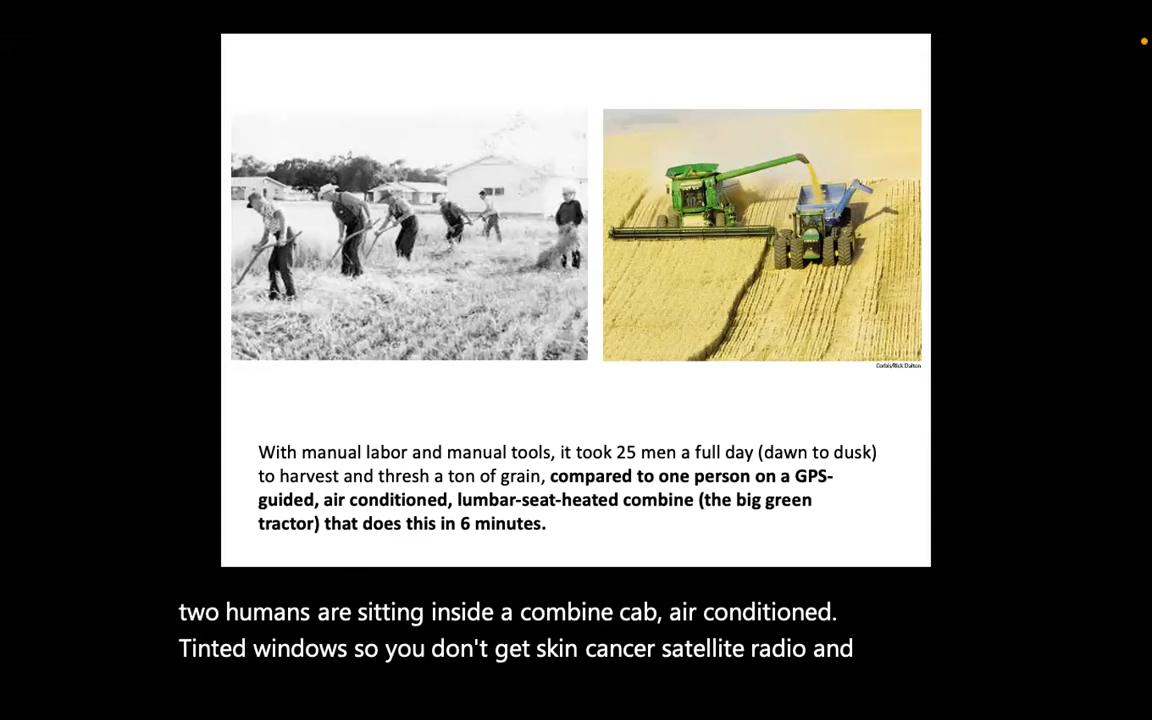 Corbis/Rick Dalton
With manual labor and manual tools, it took 25 men a full day (dawn to dusk)
to harvest and thresh a ton of grain, compared to one person on a GPS-
guided, air conditioned, lumbar-seat-heated combine (the big green
tractor) that does this in 6 minutes.
two humans are sitting inside a combine cab, air conditioned.
Tinted windows so you don't get skin cancer satellite radio and